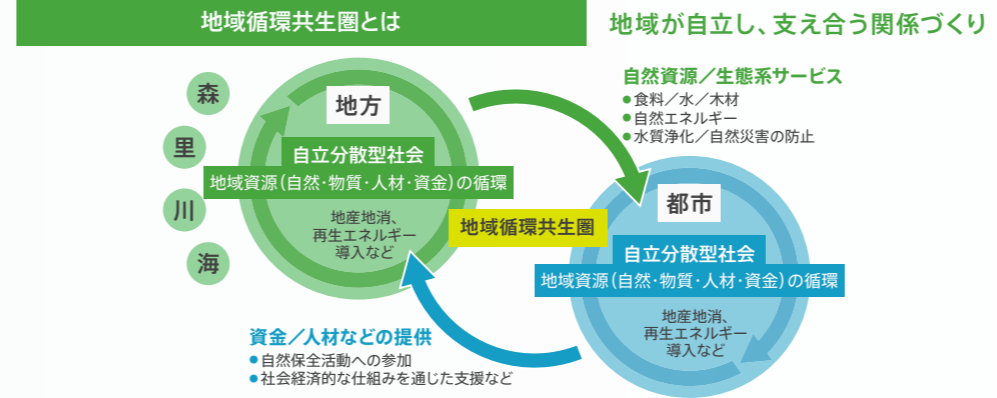 地域循環共生圏とは
地域が自立し、支え合う関係づくり
森
里
川
海
地方
自立分散型社会
地域資源（自然・物質・人材・資金）の循環
地産地消、
再生エネルギー
導入など
自然資源／生態系サービス
●食料／水／木材
●自然エネルギー
●水質浄化／自然災害の防止
地域循環共生圏
都市
自立分散型社会
地域資源（自然・物質・人材・資金）の循環
地産地消、
再生エネルギー
導入など
資金／人材などの提供
●自然保全活動への参加
●社会経済的な仕組みを通じた支援など